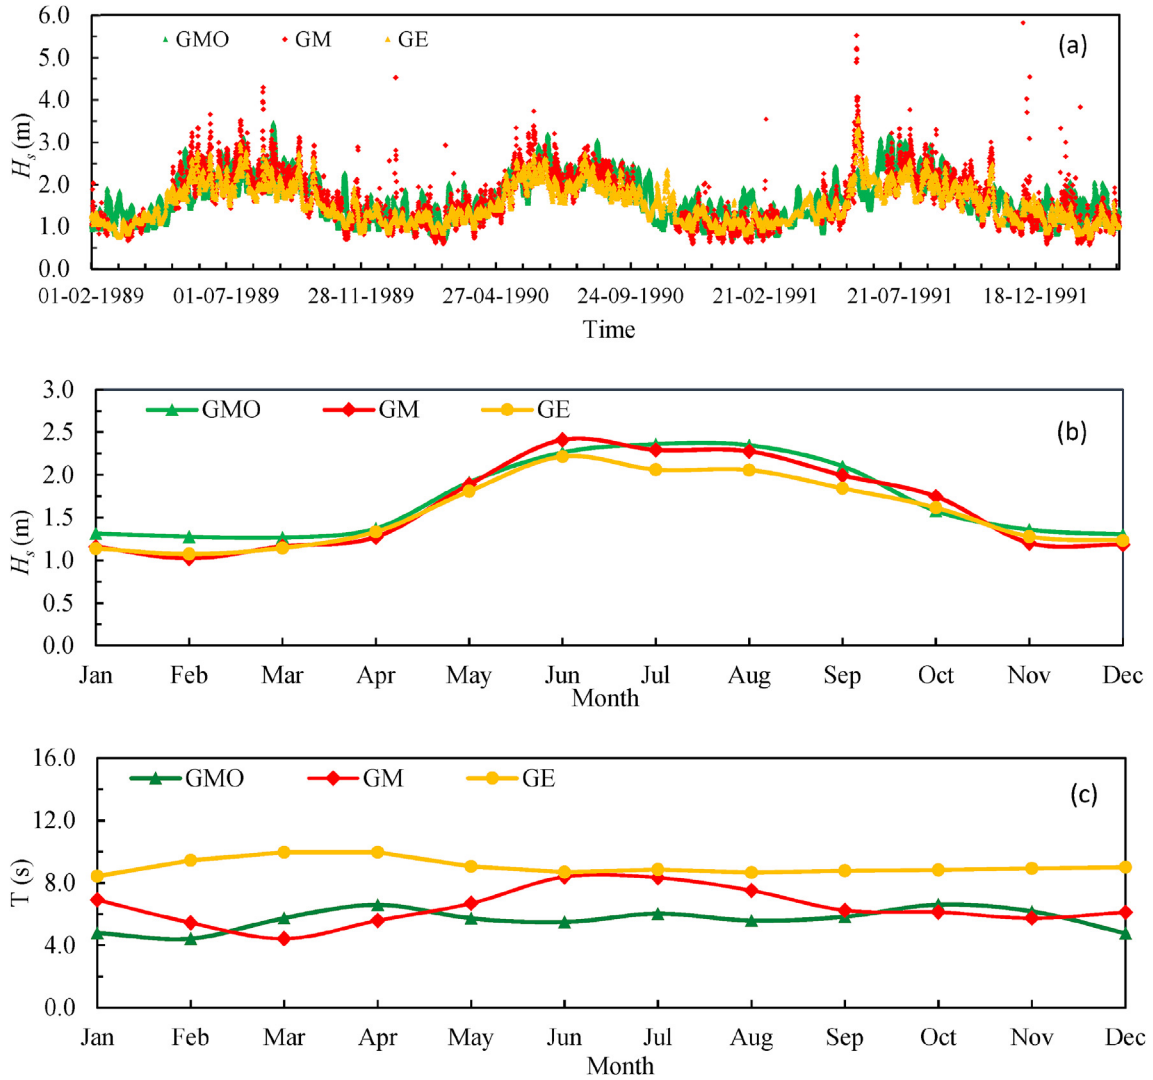 6.0
GMO GM GE (a)
5.0
4.0
H_s (m)
3.0
2.0
1.0
0.0
01-02-1989 01-07-1989 28-11-1989 27-04-1990 24-09-1990 21-02-1991 21-07-1991 18-12-1991
Time
3.0
GMO GM GE (b)
2.5
2.0
H_s (m)
1.5
1.0
0.5
0.0
Jan Feb Mar Apr May Jun Jul Aug Sep Oct Nov Dec
Month
16.0
GMO GM GE (c)
12.0
T (s)
8.0
4.0
0.0
Jan Feb Mar Apr May Jun Jul Aug Sep Oct Nov Dec
Month